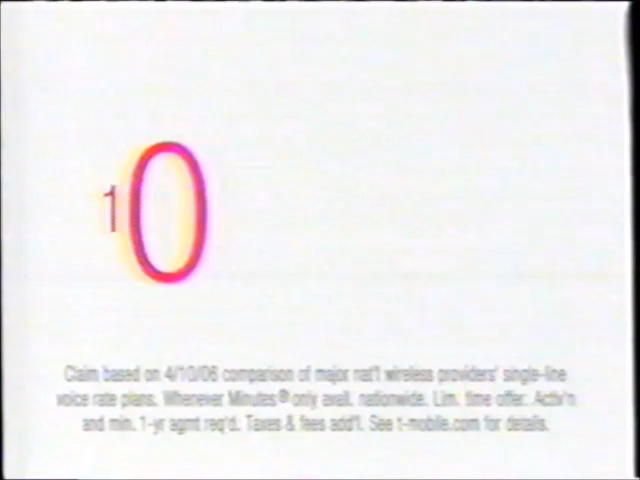 10
Claim based on 4/10/06 comparison of major nat'l wireless providers' single-line
voice rate plans. Wherever Minutes® only avail. nationwide. Lim. time offer. Activ'n
and min. 1-yr agmt req'd. Taxes & fees add'l. See t-mobile.com for details.